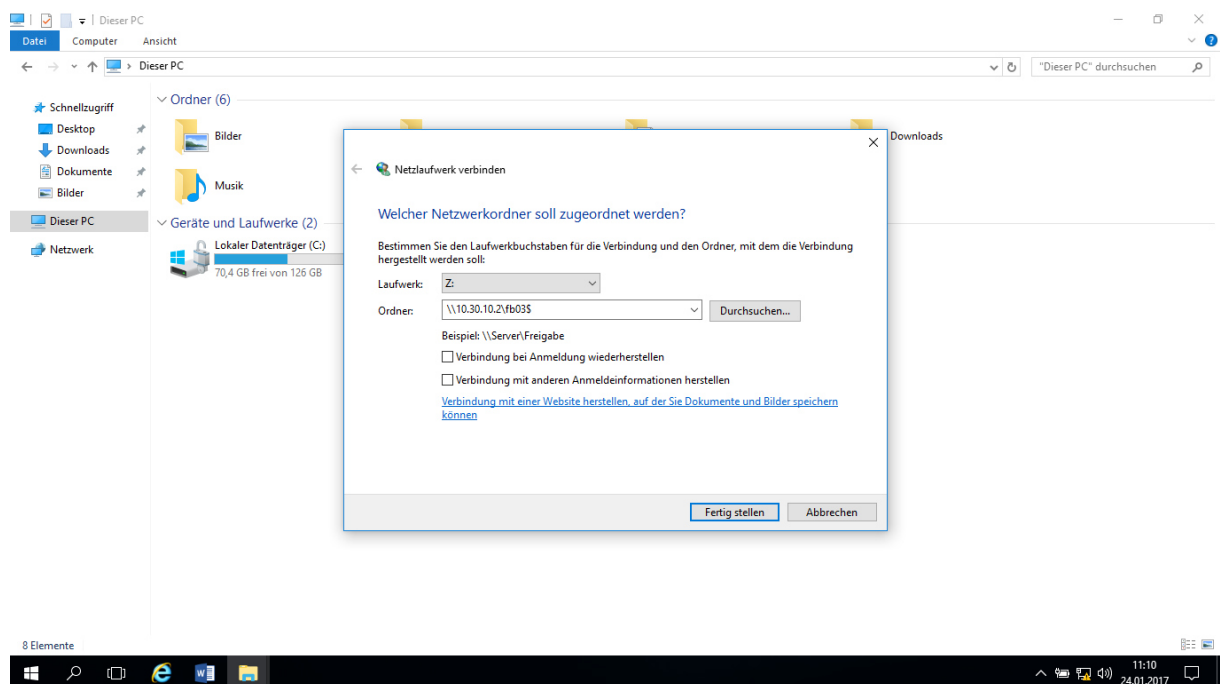 Dieser PC
Datei Computer Ansicht
Dieser PC
"Dieser PC" durchsuchen
Schnellzugriff
Desktop
Downloads
Dokumente
Bilder
Dieser PC
Netzwerk
Ordner (6)
Bilder
Downloads
Musik
Geräte und Laufwerke (2)
Lokaler Datenträger (C:)
70,4 GB frei von 126 GB
Netzlaufwerk verbinden
Welcher Netzwerkordner soll zugeordnet werden?
Bestimmen Sie den Laufwerkbuchstaben für die Verbindung und den Ordner, mit dem die Verbindung
hergestellt werden soll:
Laufwerk: Z:
Ordner: \\10.30.10.2\fb03$ Durchsuchen...
Beispiel: \\Server\Freigabe
Verbindung bei Anmeldung wiederherstellen
Verbindung mit anderen Anmeldeinformationen herstellen
Verbindung mit einer Website herstellen, auf der Sie Dokumente und Bilder speichern
können
Fertig stellen Abbrechen
8 Elemente
11:10
24.01.2017